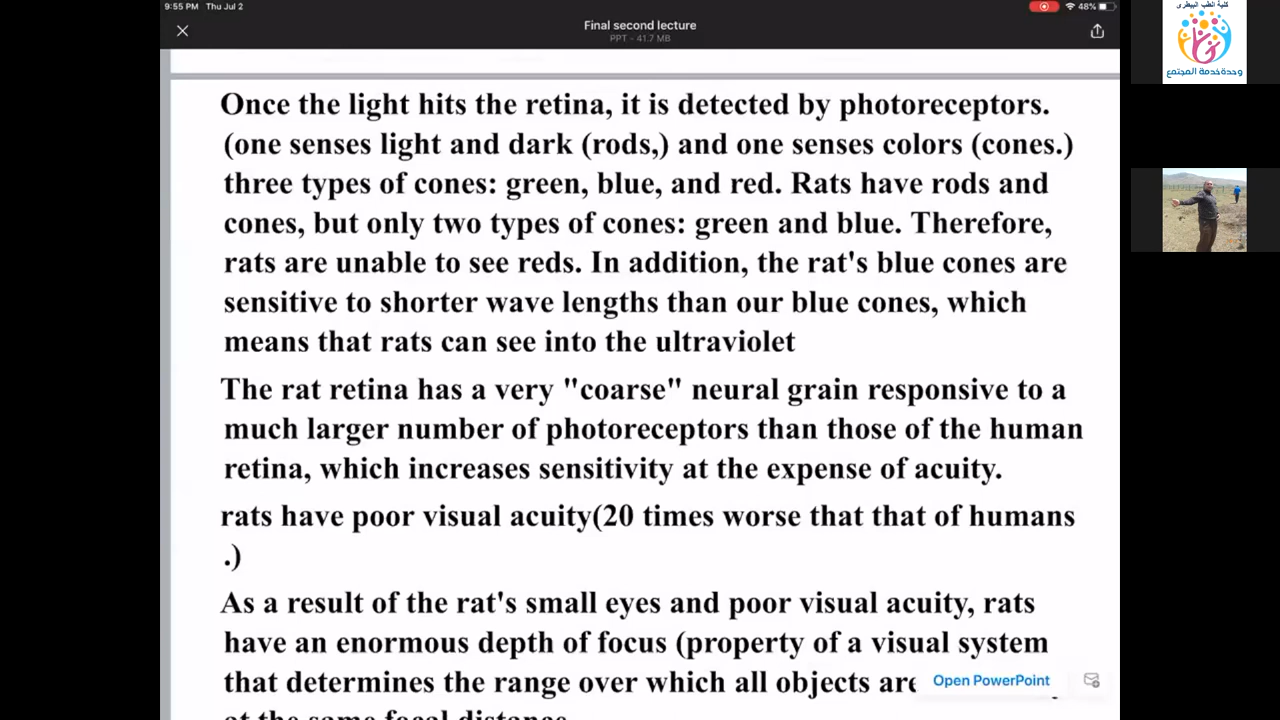 9:55 PM Thu Jul 2
48%
Final second lecture
PPT - 41.7 MB
كلية الطب البيطرى
وحدة خدمة المجتمع
Once the light hits the retina, it is detected by photoreceptors.
(one senses light and dark (rods,) and one senses colors (cones.)
three types of cones: green, blue, and red. Rats have rods and
cones, but only two types of cones: green and blue. Therefore,
rats are unable to see reds. In addition, the rat's blue cones are
sensitive to shorter wave lengths than our blue cones, which
means that rats can see into the ultraviolet
The rat retina has a very "coarse" neural grain responsive to a
much larger number of photoreceptors than those of the human
retina, which increases sensitivity at the expense of acuity.
rats have poor visual acuity(20 times worse that that of humans
.)
As a result of the rat's small eyes and poor visual acuity, rats
have an enormous depth of focus (property of a visual system
that determines the range over which all objects are
Open PowerPoint
at the same focal distance